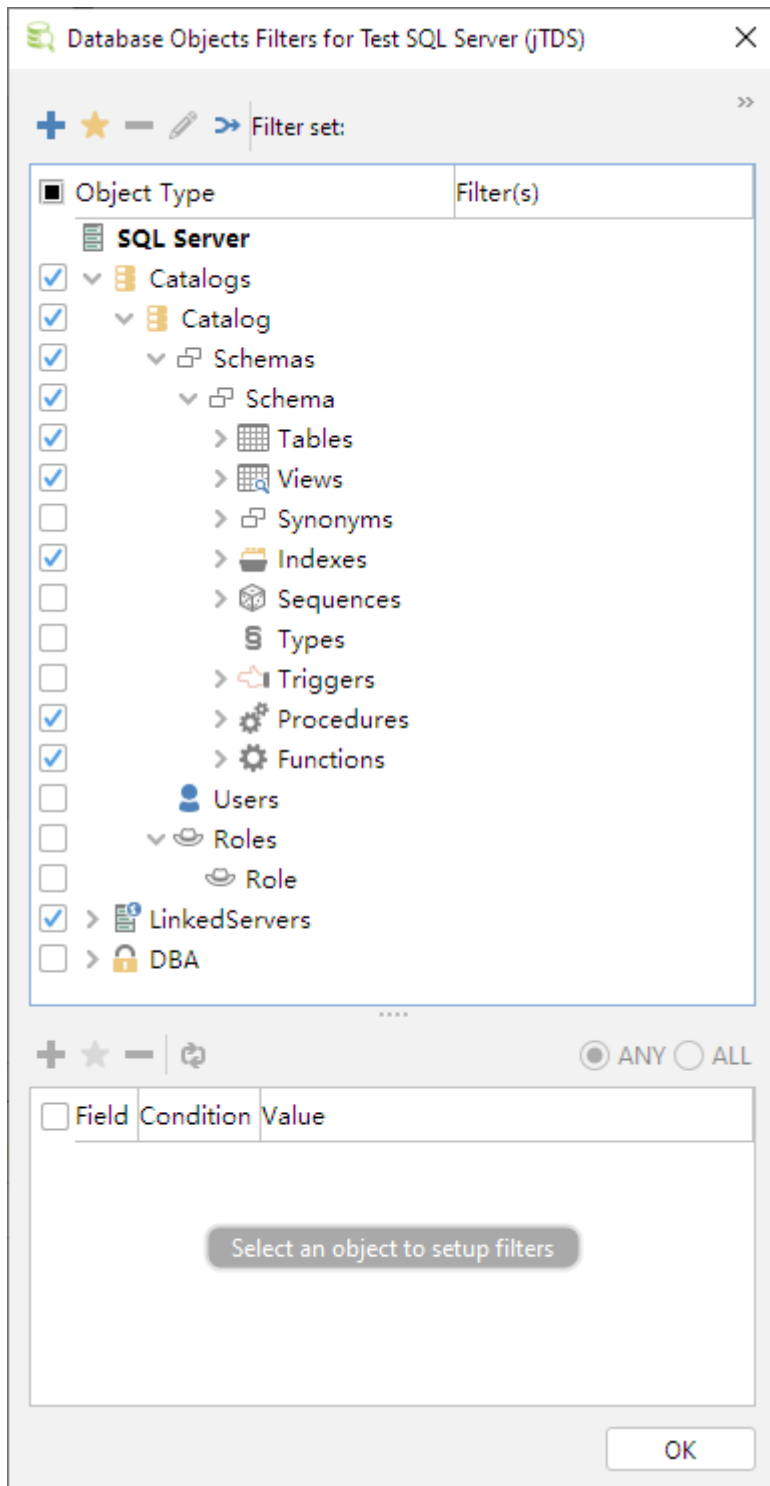 Database Objects Filters for Test SQL Server (jTDS)
Filter set:
Object Type Filter(s)
SQL Server
Catalogs
Catalog
Schemas
Schema
Tables
Views
Synonyms
Indexes
Sequences
Types
Triggers
Procedures
Functions
Users
Roles
Role
LinkedServers
DBA
ANY ALL
Field Condition Value
Select an object to setup filters
OK